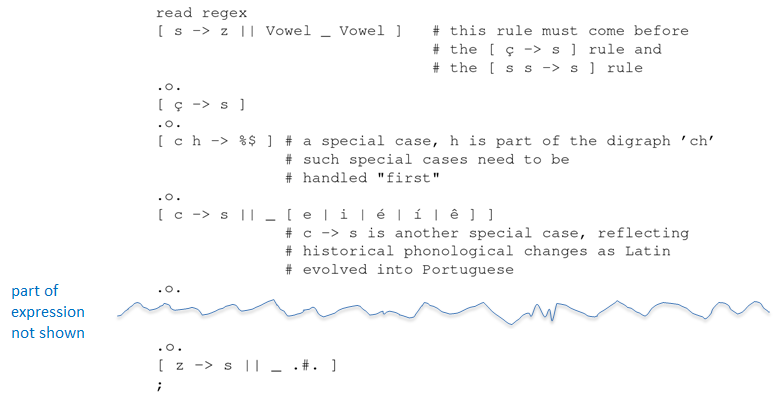 read regex
[ s -> z || Vowel _ Vowel ] # this rule must come before
# the [ ç -> s ] rule and
# the [ s s -> s ] rule
.o.
[ ç -> s ]
.o.
[ c h -> %$ ] # a special case, h is part of the digraph ’ch’
# such special cases need to be
# handled "first"
.o.
[ c -> s || _ [ e | i | é | í | ê ] ]
# c -> s is another special case, reflecting
# historical phonological changes as Latin
# evolved into Portuguese
.o.
part of
expression
not shown
.o.
[ z -> s || _ .#. ]
;